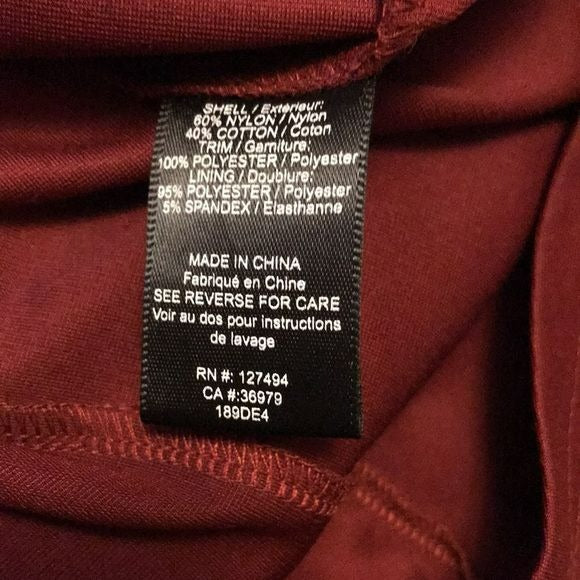 SHELL / Extérieur:
60% NYLON / Nylon
40% COTTON / Coton
TRIM / Garniture:
100% POLYESTER / Polyester
LINING / Doublure:
95% POLYESTER / Polyester
5% SPANDEX / Elasthanne
MADE IN CHINA
Fabriqué en Chine
SEE REVERSE FOR CARE
Voir au dos pour instructions
de lavage
RN #: 127494
CA #:36979
189DE4